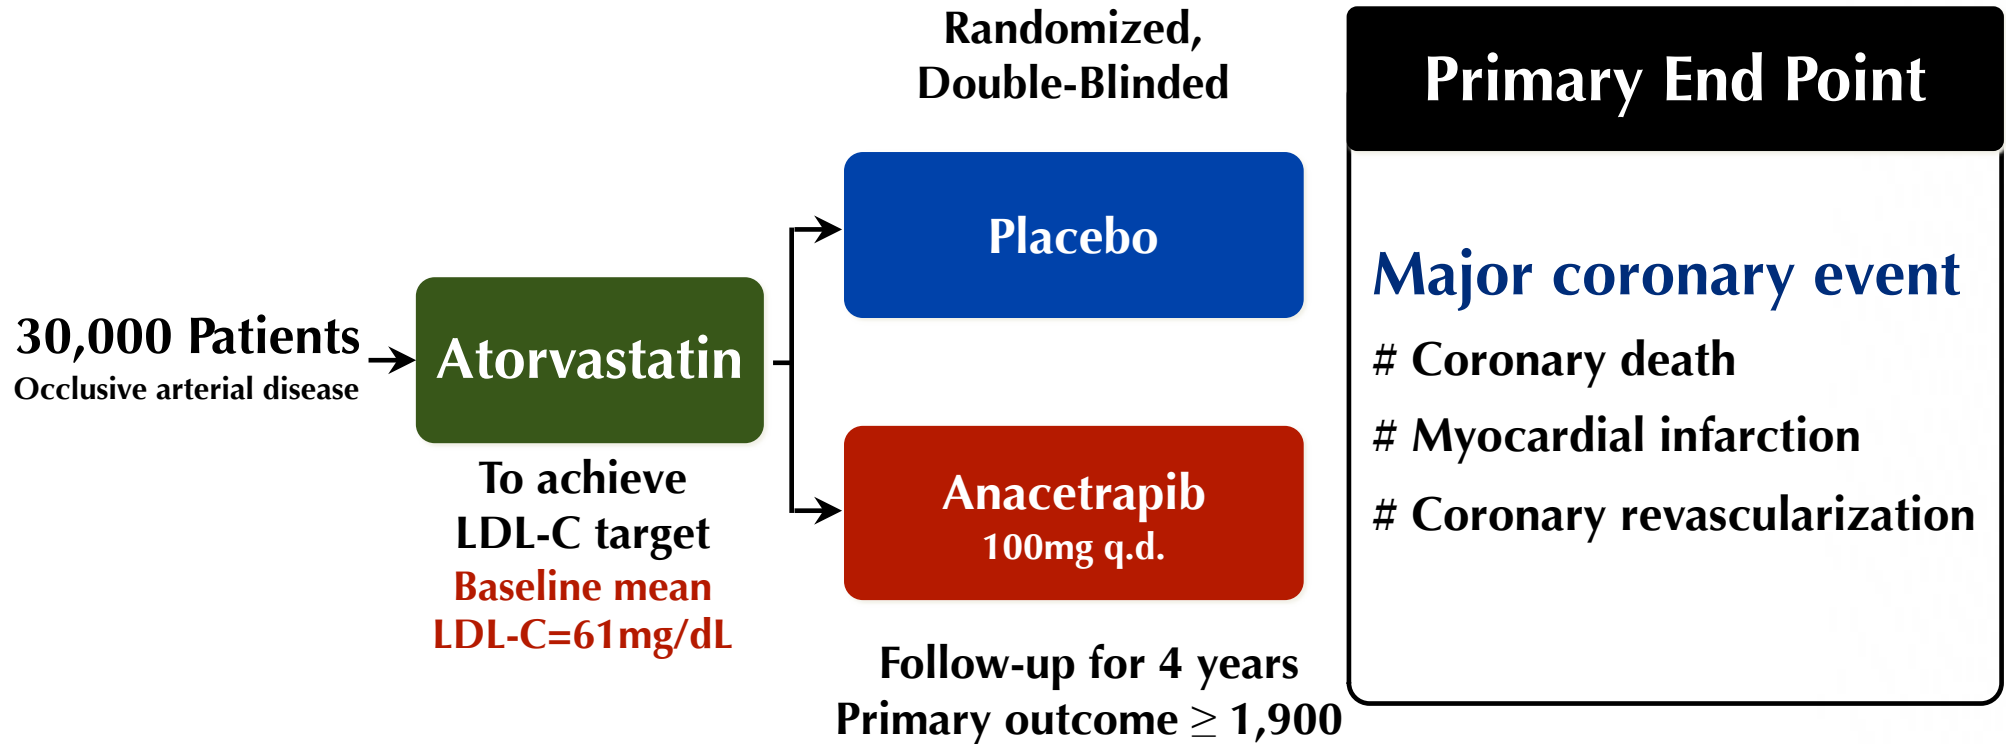 30,000 Patients
Occlusive arterial disease
Atorvastatin
To achieve
LDL-C target
Baseline mean
LDL-C=61mg/dL
Randomized,
Double-Blinded
Placebo
Anacetrapib
100mg q.d.
Follow-up for 4 years
Primary outcome ≥ 1,900
Primary End Point
Major coronary event
# Coronary death
# Myocardial infarction
# Coronary revascularization